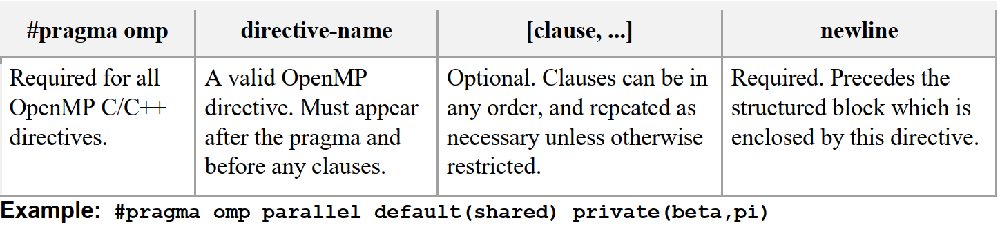 #pragma omp directive-name [clause, ...] newline
Required for all
OpenMP C/C++
directives.
A valid OpenMP
directive. Must appear
after the pragma and
before any clauses.
Optional. Clauses can be in
any order, and repeated as
necessary unless otherwise
restricted.
Required. Precedes the
structured block which is
enclosed by this directive.
Example: #pragma omp parallel default(shared) private(beta,pi)